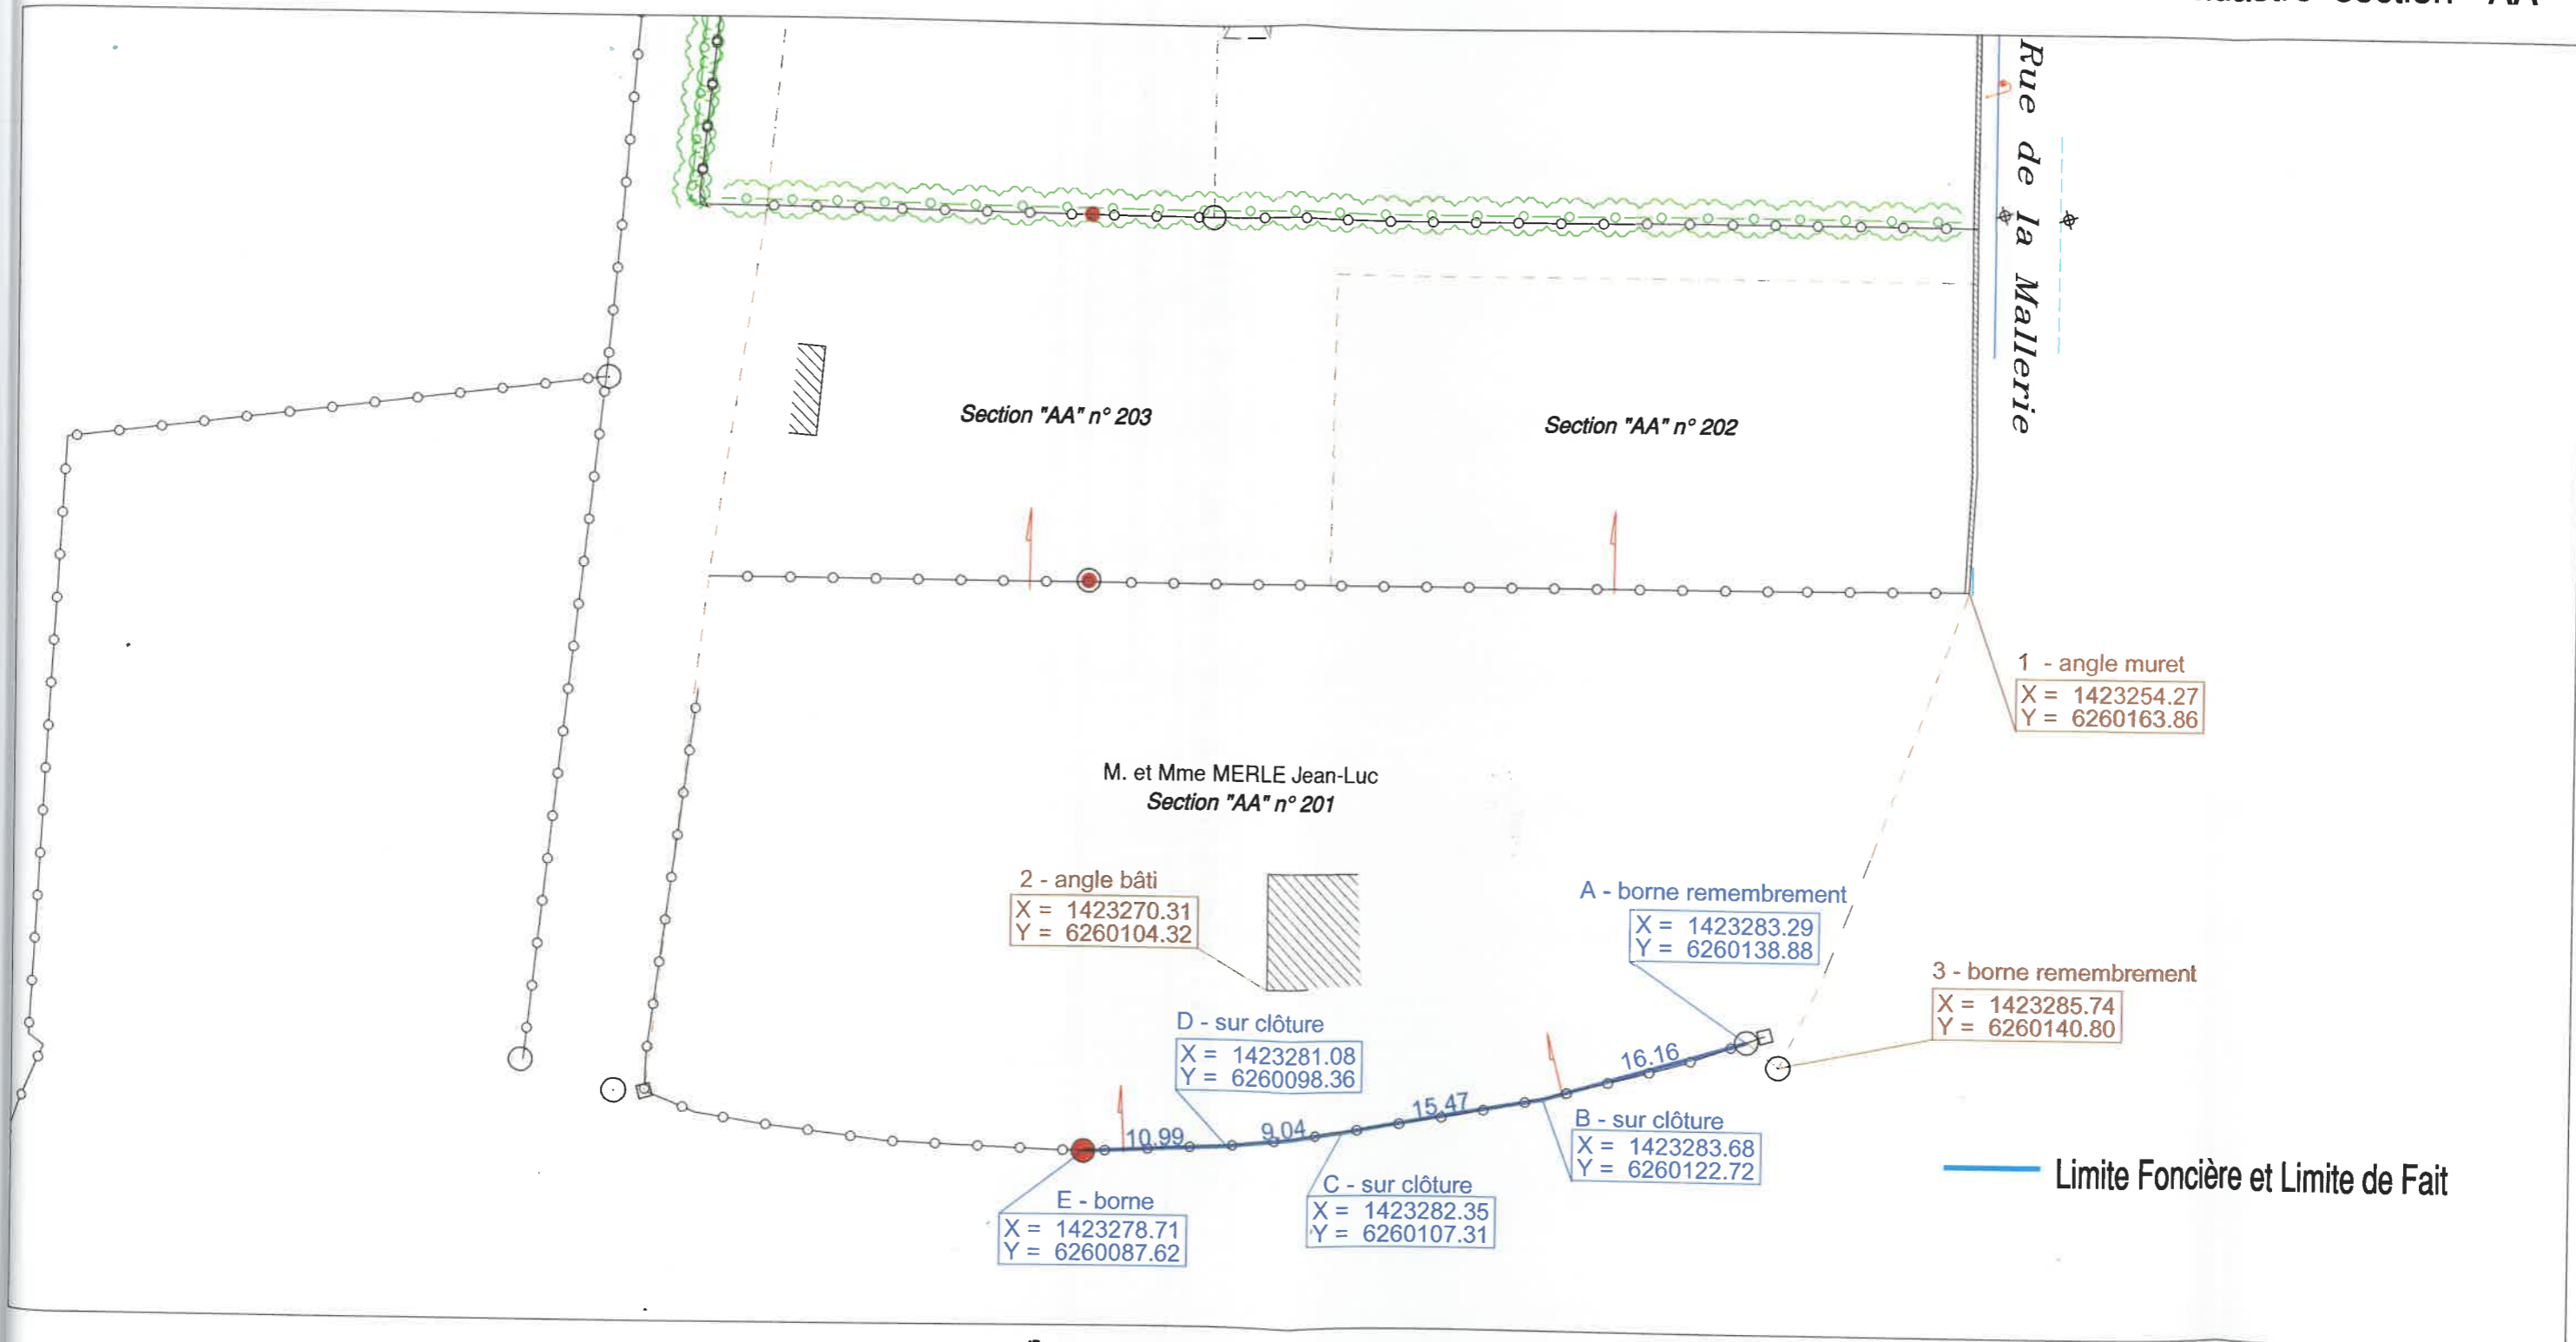 Section "AA"
Rue de la Mallerie
Section "AA" n° 203
Section "AA" n° 202
1 - angle muret
X = 1423254.27
Y = 6260163.86
M. et Mme MERLE Jean-Luc
Section "AA" n° 201
2 - angle bâti
X = 1423270.31
Y = 6260104.32
A - borne remembrement
X = 1423283.29
Y = 6260138.88
3 - borne remembrement
X = 1423285.74
Y = 6260140.80
D - sur clôture
X = 1423281.08
Y = 6260098.36
16.16
15.47
9.04
10.99
B - sur clôture
X = 1423283.68
Y = 6260122.72
C - sur clôture
X = 1423282.35
Y = 6260107.31
E - borne
X = 1423278.71
Y = 6260087.62
Limite Foncière et Limite de Fait